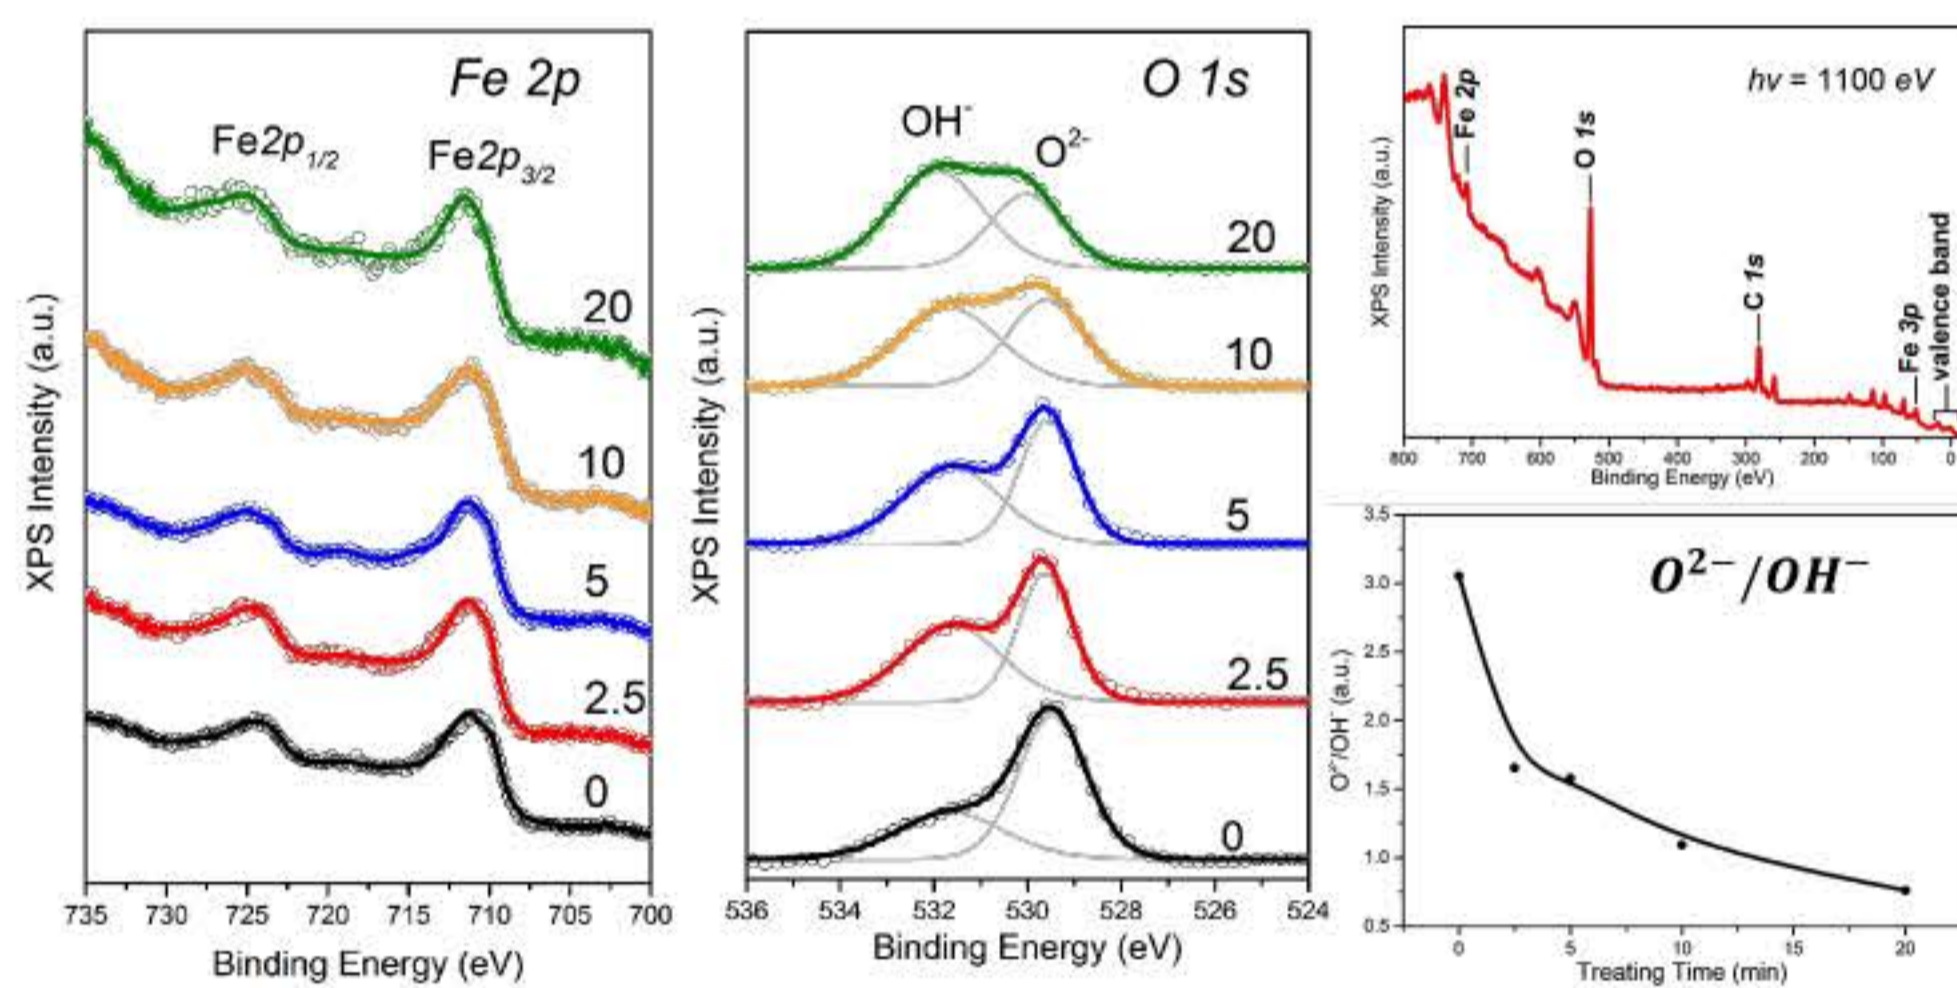 Fe 2p
Fe2p1/2
Fe2p3/2
20
10
5
2.5
0
XPS Intensity (a.u.)
735 730 725 720 715 710 705 700
Binding Energy (eV)
O 1s
OH-
O2-
20
10
5
2.5
0
XPS Intensity (a.u.)
536 534 532 530 528 526 524
Binding Energy (eV)
hν = 1100 eV
Fe 2p
O 1s
C 1s
Fe 3p
valence band
XPS Intensity (a.u.)
800 700 600 500 400 300 200 100 0
Binding Energy (eV)
O2−/OH−
3.5
3.0
2.5
2.0
1.5
1.0
0.5
O2-/OH- (a.u.)
0 5 10 15 20
Treating Time (min)